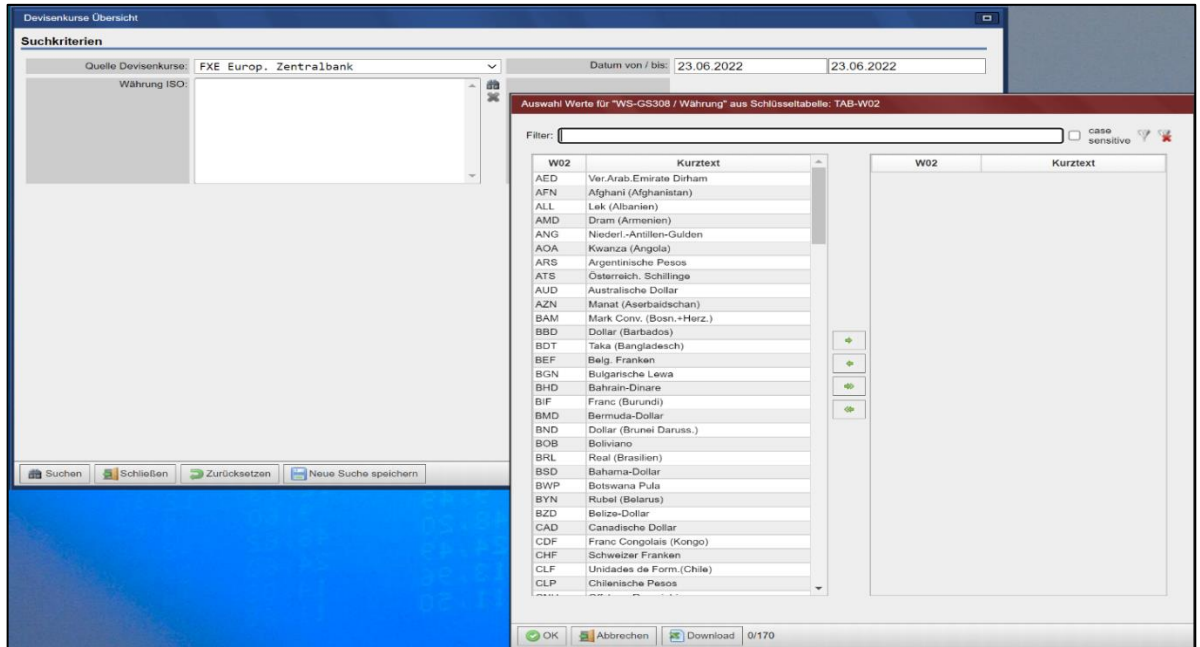 Devisenkurse Übersicht
Suchkriterien
Quelle Devisenkurse: FXE Europ. Zentralbank Datum von / bis: 23.06.2022 23.06.2022
Währung ISO:
Auswahl Werte für "WS-GS308 / Währung" aus Schlüsseltabelle: TAB-W02
Filter: case sensitive
W02 Kurztext W02 Kurztext
AED Ver.Arab.Emirate Dirham
AFN Afghani (Afghanistan)
ALL Lek (Albanien)
AMD Dram (Armenien)
ANG Niederl.-Antillen-Gulden
AOA Kwanza (Angola)
ARS Argentinische Pesos
ATS Österreich. Schillinge
AUD Australische Dollar
AZN Manat (Aserbaidschan)
BAM Mark Conv. (Bosn.+Herz.)
BBD Dollar (Barbados)
BDT Taka (Bangladesch)
BEF Belg. Franken
BGN Bulgarische Lewa
BHD Bahrain-Dinare
BIF Franc (Burundi)
BMD Bermuda-Dollar
BND Dollar (Brunei Daruss.)
BOB Boliviano
BRL Real (Brasilien)
BSD Bahama-Dollar
BWP Botswana Pula
BYN Rubel (Belarus)
BZD Belize-Dollar
CAD Canadische Dollar
CDF Franc Congolais (Kongo)
CHF Schweizer Franken
CLF Unidades de Form.(Chile)
CLP Chilenische Pesos
Suchen Schließen Zurücksetzen Neue Suche speichern
OK Abbrechen Download 0/170